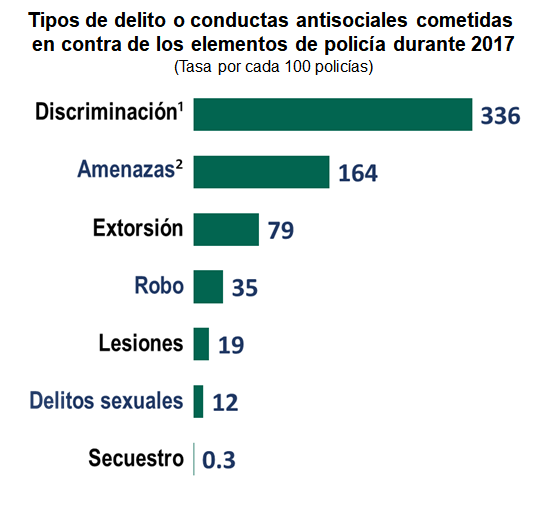 Tipos de delito o conductas antisociales cometidas
en contra de los elementos de policía durante 2017
(Tasa por cada 100 policías)
Discriminación¹ 336
Amenazas² 164
Extorsión 79
Robo 35
Lesiones 19
Delitos sexuales 12
Secuestro 0.3